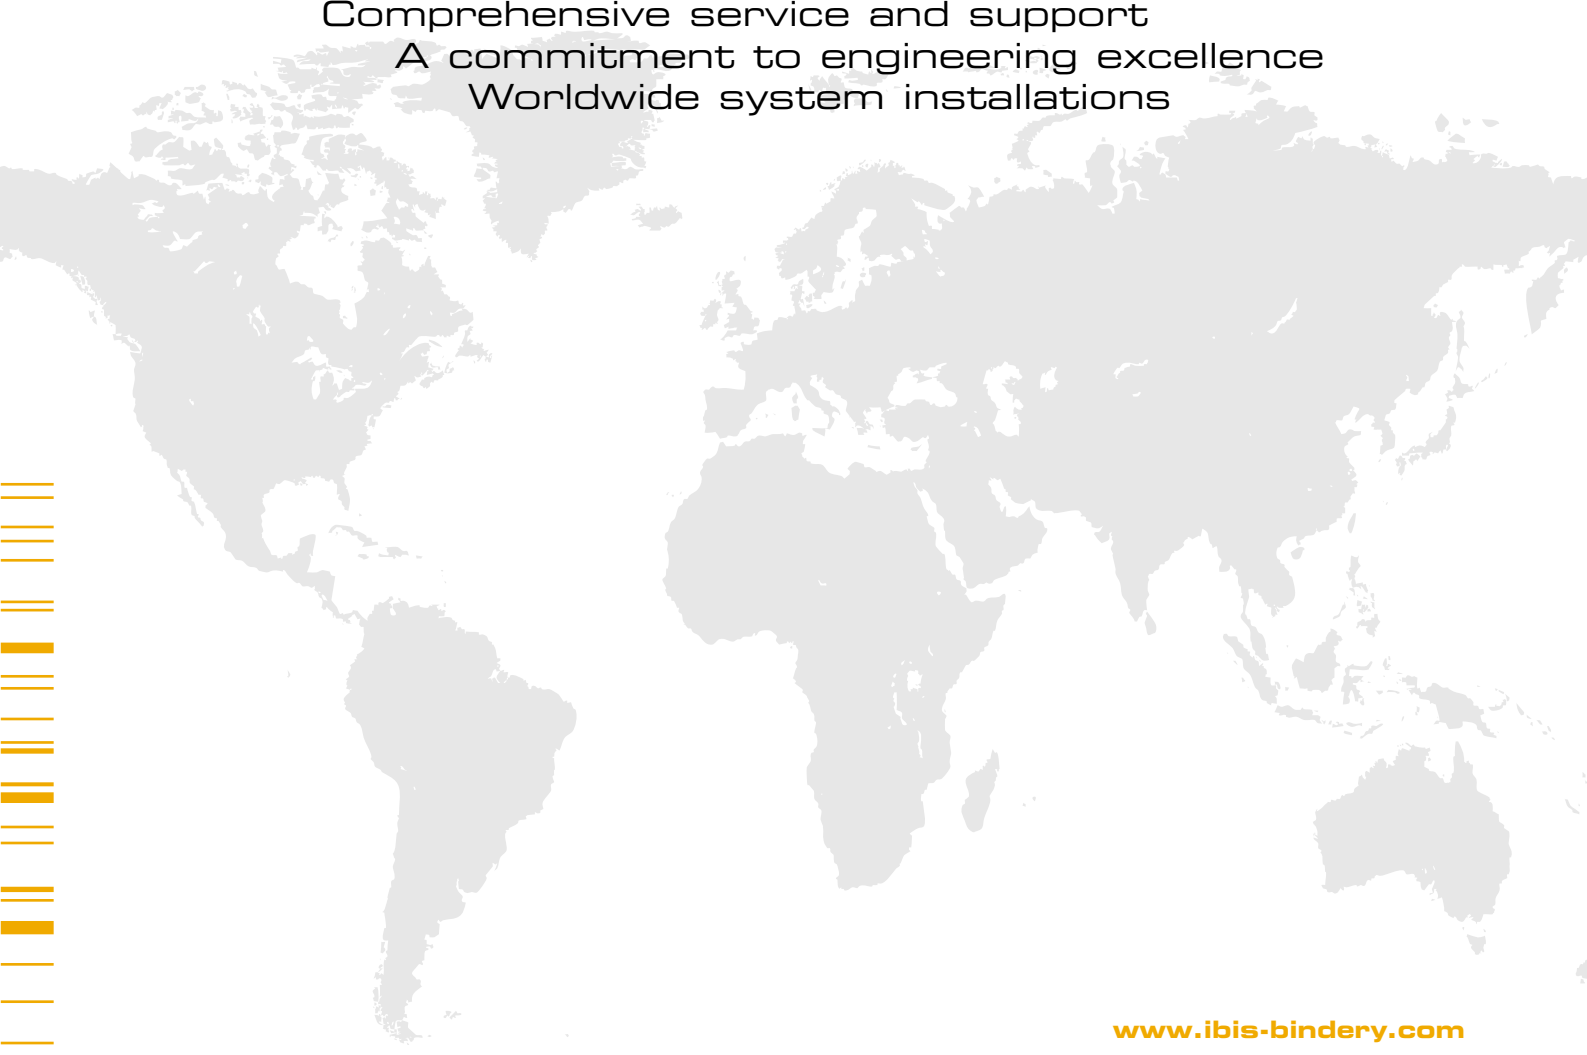 Comprehensive service and support
A commitment to engineering excellence
Worldwide system installations
www.ibis-bindery.com